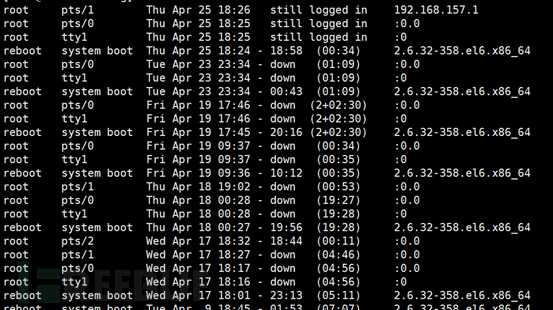 root pts/1 Thu Apr 25 18:26 still logged in 192.168.157.1
root pts/0 Thu Apr 25 18:25 still logged in :0.0
root tty1 Thu Apr 25 18:25 still logged in :0
reboot system boot Thu Apr 25 18:24 - 18:58 (00:34) 2.6.32-358.el6.x86_64
root pts/0 Tue Apr 23 23:34 - down (01:09) :0.0
root tty1 Tue Apr 23 23:34 - down (01:09) :0
reboot system boot Tue Apr 23 23:34 - 00:43 (01:09) 2.6.32-358.el6.x86_64
root pts/0 Fri Apr 19 17:46 - down (2+02:30) :0.0
root tty1 Fri Apr 19 17:46 - down (2+02:30) :0
reboot system boot Fri Apr 19 17:45 - 20:16 (2+02:30) 2.6.32-358.el6.x86_64
root pts/0 Fri Apr 19 09:37 - down (00:34) :0.0
root tty1 Fri Apr 19 09:37 - down (00:35) :0
reboot system boot Fri Apr 19 09:36 - 10:12 (00:35) 2.6.32-358.el6.x86_64
root pts/1 Thu Apr 18 19:02 - down (00:53) :0.0
root pts/0 Thu Apr 18 00:28 - down (19:27) :0.0
root tty1 Thu Apr 18 00:28 - down (19:28) :0
reboot system boot Thu Apr 18 00:27 - 19:56 (19:28) 2.6.32-358.el6.x86_64
root pts/2 Wed Apr 17 18:32 - 18:44 (00:11) :0.0
root pts/1 Wed Apr 17 18:27 - down (04:46) :0.0
root pts/0 Wed Apr 17 18:17 - down (04:56) :0.0
root tty1 Wed Apr 17 18:16 - down (04:56) :0
reboot system boot Wed Apr 17 18:01 - 23:13 (05:11) 2.6.32-358.el6.x86_64
reboot system boot Tue Apr 9 18:45 - 01:53 (07:07) 2.6.32-358.el6.x86_64